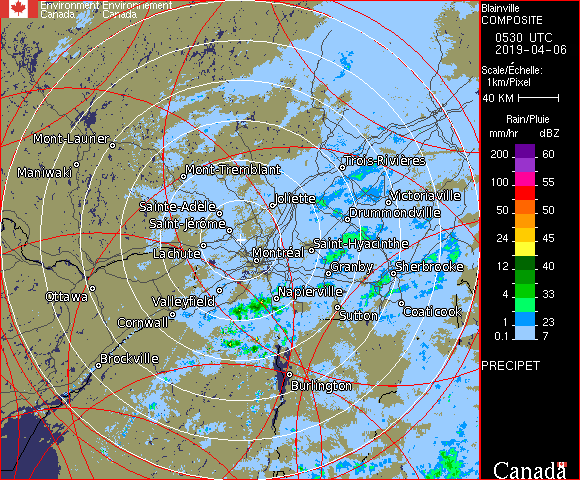 Environment Environnement
Canada Canada
Blainville
COMPOSITE
0530 UTC
2019-04-06
Scale/Échelle:
1km/Pixel
40 KM
Rain/Pluie
mm/hr dBZ
200 60
100 55
50 50
24 45
12 40
4 33
1 23
0.1 7
PRECIPET
Canada
Mont-Laurier
Maniwaki
Mont-Tremblant
Trois-Rivières
Sainte-Adèle
Joliette
Victoriaville
Saint-Jérôme
Drummondville
Lachute
Montréal
Saint-Hyacinthe
Granby
Sherbrooke
Ottawa
Valleyfield
Napierville
Cornwall
Sutton
Coaticook
Brockville
Burlington